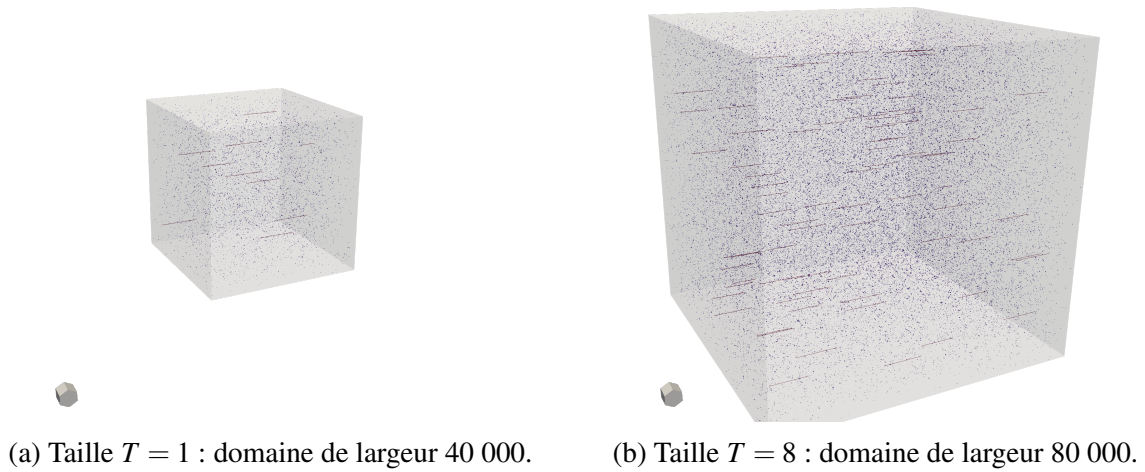 (a) Taille T = 1 : domaine de largeur 40 000.
(b) Taille T = 8 : domaine de largeur 80 000.